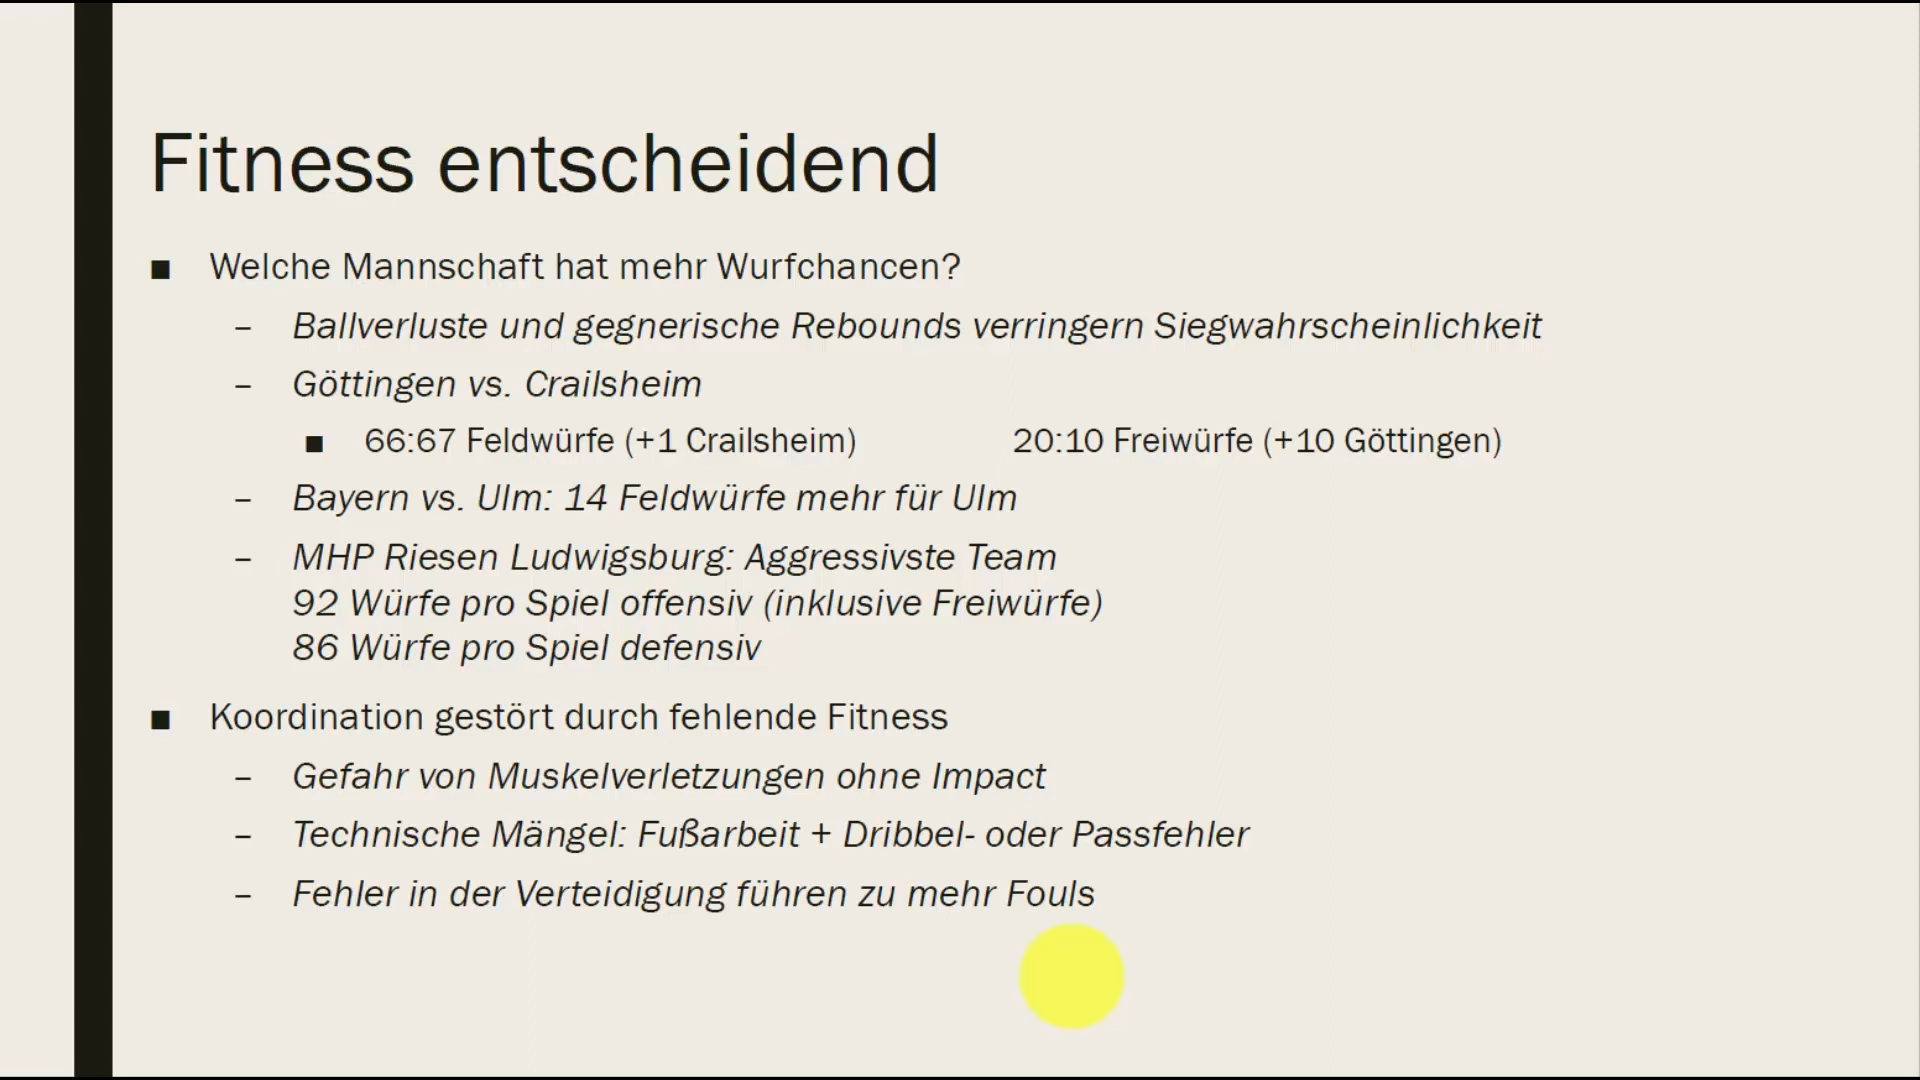 Fitness entscheidend
■ Welche Mannschaft hat mehr Wurfchancen?
– Ballverluste und gegnerische Rebounds verringern Siegwahrscheinlichkeit
– Göttingen vs. Crailsheim
■ 66:67 Feldwürfe (+1 Crailsheim) 20:10 Freiwürfe (+10 Göttingen)
– Bayern vs. Ulm: 14 Feldwürfe mehr für Ulm
– MHP Riesen Ludwigsburg: Aggressivste Team
92 Würfe pro Spiel offensiv (inklusive Freiwürfe)
86 Würfe pro Spiel defensiv
■ Koordination gestört durch fehlende Fitness
– Gefahr von Muskelverletzungen ohne Impact
– Technische Mängel: Fußarbeit + Dribbel- oder Passfehler
– Fehler in der Verteidigung führen zu mehr Fouls